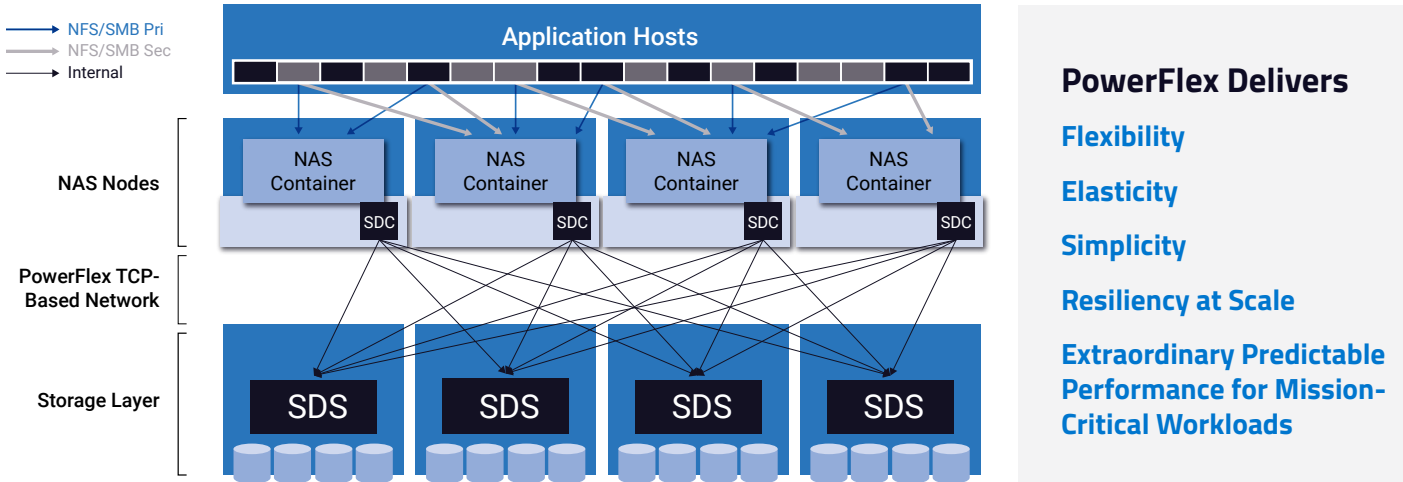 NFS/SMB Pri
NFS/SMB Sec
Internal
Application Hosts
NAS Nodes
NAS
Container
NAS
Container
NAS
Container
NAS
Container
SDC
SDC
SDC
SDC
PowerFlex TCP-
Based Network
Storage Layer
SDS
SDS
SDS
SDS
PowerFlex Delivers
Flexibility
Elasticity
Simplicity
Resiliency at Scale
Extraordinary Predictable
Performance for Mission-
Critical Workloads